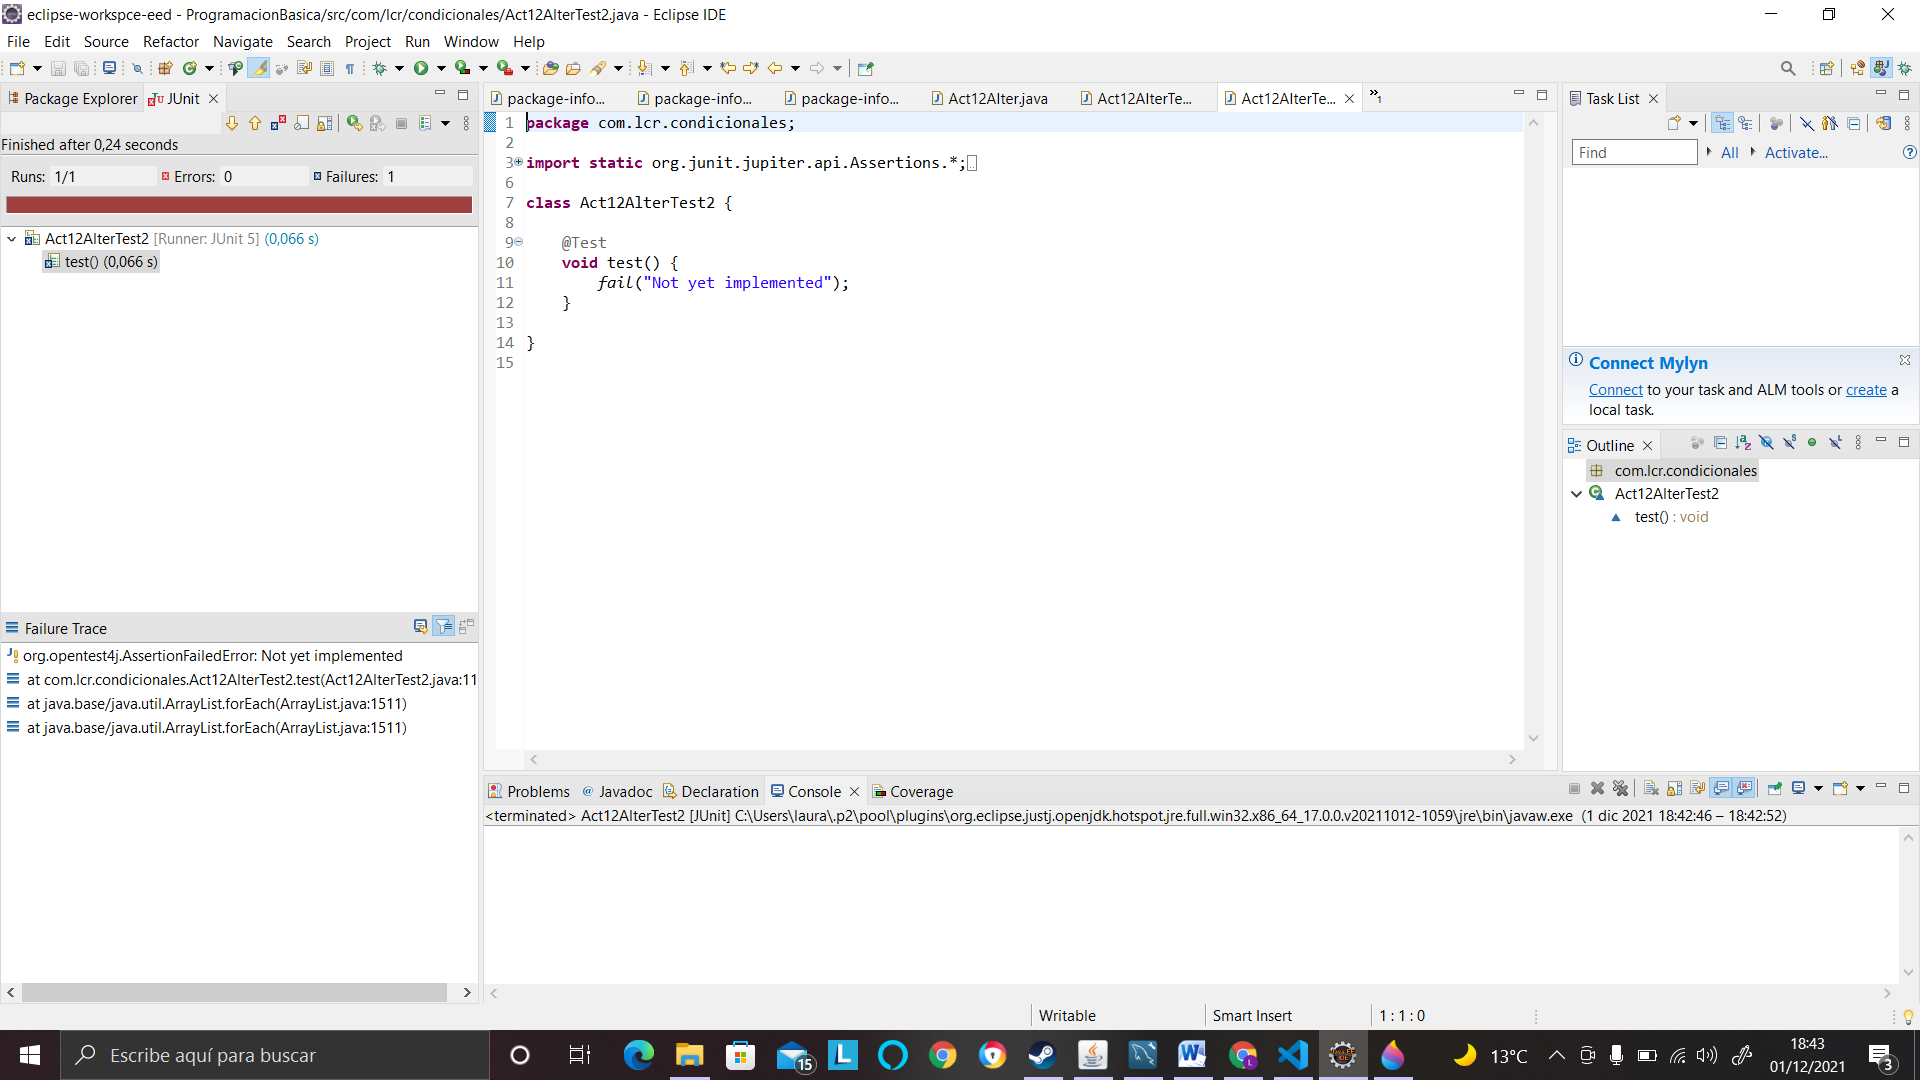 eclipse-workspce-eed - ProgramacionBasica/src/com/lcr/condicionales/Act12AlterTest2.java - Eclipse IDE
File Edit Source Refactor Navigate Search Project Run Window Help
Package Explorer JUnit
Finished after 0,24 seconds
Runs: 1/1 Errors: 0 Failures: 1
Act12AlterTest2 [Runner: JUnit 5] (0,066 s)
test() (0,066 s)
Failure Trace
org.opentest4j.AssertionFailedError: Not yet implemented
at com.lcr.condicionales.Act12AlterTest2.test(Act12AlterTest2.java:11
at java.base/java.util.ArrayList.forEach(ArrayList.java:1511)
at java.base/java.util.ArrayList.forEach(ArrayList.java:1511)
package-info... package-info... package-info... Act12Alter.java Act12AlterTe... Act12AlterTe... »1
1 package com.lcr.condicionales;
2
3 import static org.junit.jupiter.api.Assertions.*;
6
7 class Act12AlterTest2 {
8
9 @Test
10 void test() {
11 fail("Not yet implemented");
12 }
13
14 }
15
Task List
Find All Activate...
Connect Mylyn
Connect to your task and ALM tools or create a
local task.
Outline
com.lcr.condicionales
Act12AlterTest2
test() : void
Problems Javadoc Declaration Console Coverage
<terminated> Act12AlterTest2 [JUnit] C:\Users\laura\.p2\pool\plugins\org.eclipse.justj.openjdk.hotspot.jre.full.win32.x86_64_17.0.0.v20211012-1059\jre\bin\javaw.exe (1 dic 2021 18:42:46 – 18:42:52)
Writable Smart Insert 1 : 1 : 0
Escribe aquí para buscar
15
13°C
18:43
01/12/2021
3